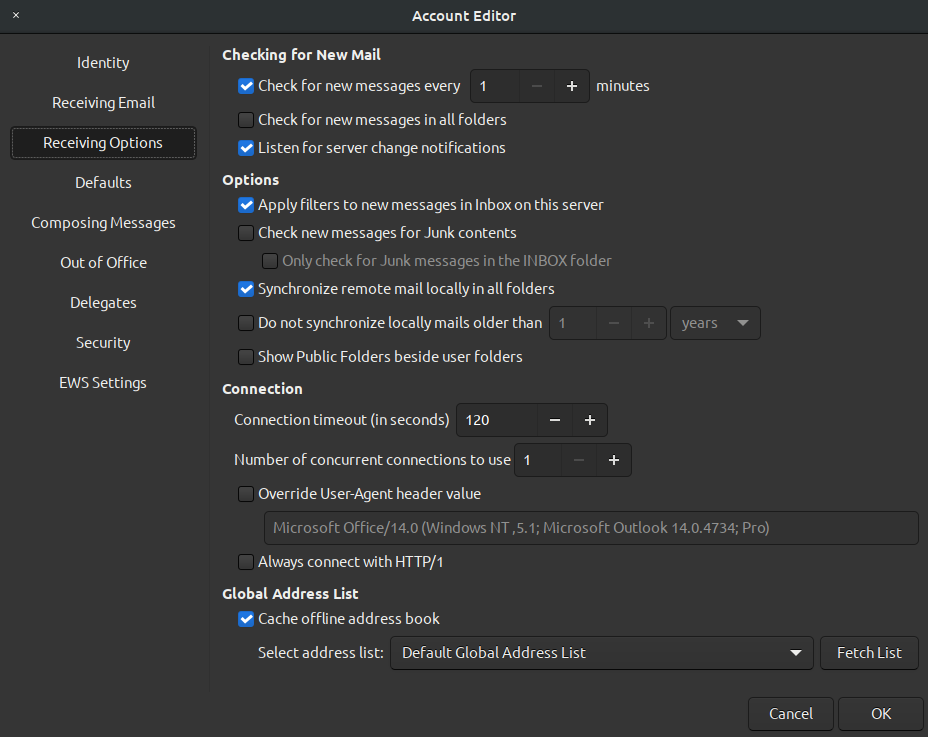 Account Editor
Identity
Receiving Email
Receiving Options
Defaults
Composing Messages
Out of Office
Delegates
Security
EWS Settings
Checking for New Mail
Check for new messages every 1 minutes
Check for new messages in all folders
Listen for server change notifications
Options
Apply filters to new messages in Inbox on this server
Check new messages for Junk contents
Only check for Junk messages in the INBOX folder
Synchronize remote mail locally in all folders
Do not synchronize locally mails older than 1 years
Show Public Folders beside user folders
Connection
Connection timeout (in seconds) 120
Number of concurrent connections to use 1
Override User-Agent header value
Microsoft Office/14.0 (Windows NT ,5.1; Microsoft Outlook 14.0.4734; Pro)
Always connect with HTTP/1
Global Address List
Cache offline address book
Select address list: Default Global Address List Fetch List
Cancel OK